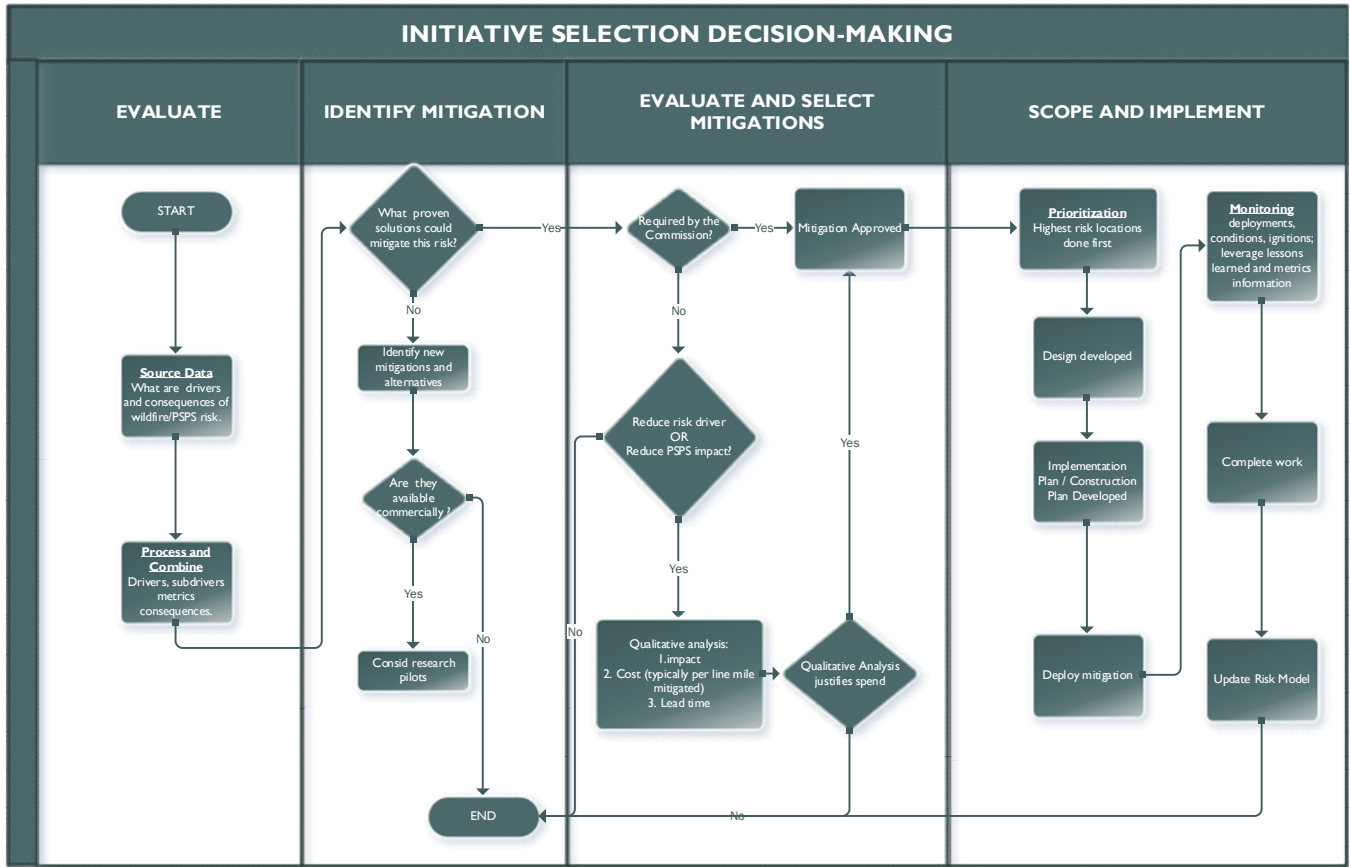 INITIATIVE SELECTION DECISION-MAKING
EVALUATE
IDENTIFY MITIGATION
EVALUATE AND SELECT
MITIGATIONS
SCOPE AND IMPLEMENT
START
Source Data
What are drivers
and consequences of
wildfire/PSPS risk.
Process and
Combine
Drivers, subdrivers
metrics
consequences.
What proven
solutions could
mitigate this risk?
Yes
No
Identify new
mitigations and
alternatives
Are they
available
commercially ?
Yes
No
Consid research
pilots
END
Required by the
Commission?
Yes
No
Mitigation Approved
Reduce risk driver
OR
Reduce PSPS impact?
Yes
No
Qualitative analysis:
1.impact
2. Cost (typically per line mile
mitigated)
3. Lead time
Qualitative Analysis
justifies spend
Yes
No
Prioritization
Highest risk locations
done first
Design developed
Implementation
Plan / Construction
Plan Developed
Deploy mitigation
Monitoring
deployments,
conditions, ignitions;
leverage lessons
learned and metrics
information
Complete work
Update Risk Model